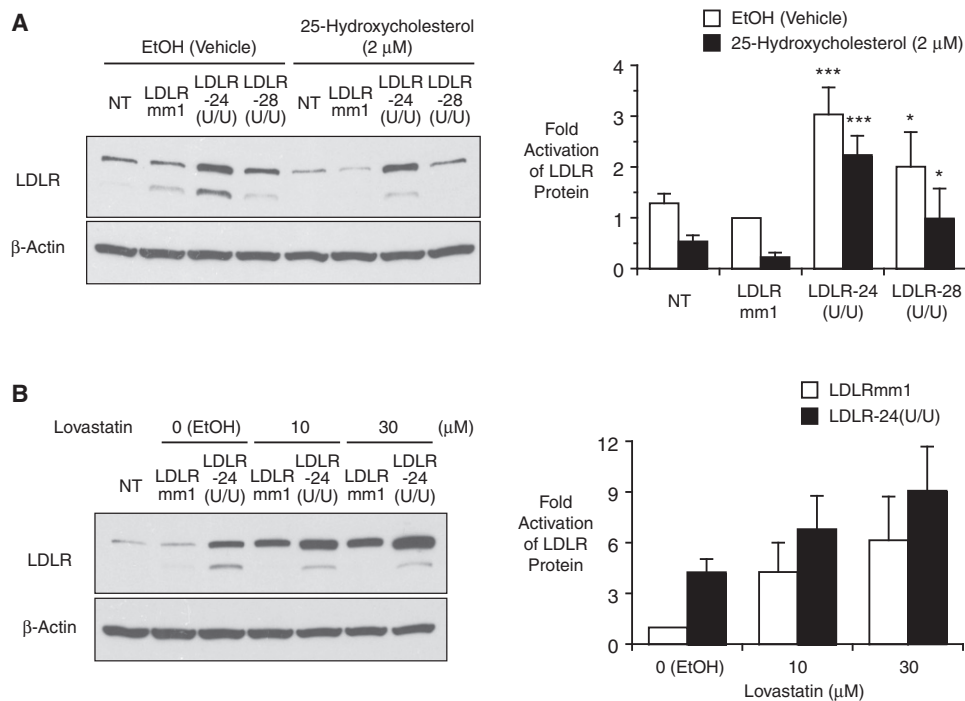 A
EtOH (Vehicle)
25-Hydroxycholesterol
(2 µM)
NT
LDLR
mm1
LDLR
-24
(U/U)
LDLR
-28
(U/U)
NT
LDLR
mm1
LDLR
-24
(U/U)
LDLR
-28
(U/U)
LDLR
β-Actin
EtOH (Vehicle)
25-Hydroxycholesterol (2 µM)
Fold
Activation
of LDLR
Protein
4
3
2
1
0
***
***
*
*
NT
LDLR
mm1
LDLR-24
(U/U)
LDLR-28
(U/U)
B
Lovastatin 0 (EtOH) 10 30 (µM)
NT
LDLR
mm1
LDLR
-24
(U/U)
LDLR
mm1
LDLR
-24
(U/U)
LDLR
mm1
LDLR
-24
(U/U)
LDLR
β-Actin
LDLRmm1
LDLR-24(U/U)
Fold
Activation
of LDLR
Protein
12
9
6
3
0
0 (EtOH) 10 30
Lovastatin (µM)